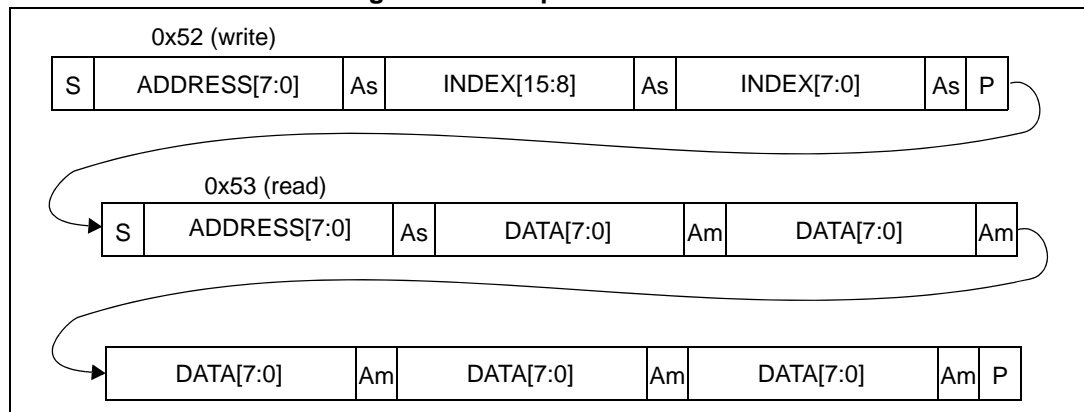 0x52 (write)
S ADDRESS[7:0] As INDEX[15:8] As INDEX[7:0] As P
0x53 (read)
S ADDRESS[7:0] As DATA[7:0] Am DATA[7:0] Am
DATA[7:0] Am DATA[7:0] Am DATA[7:0] Am P